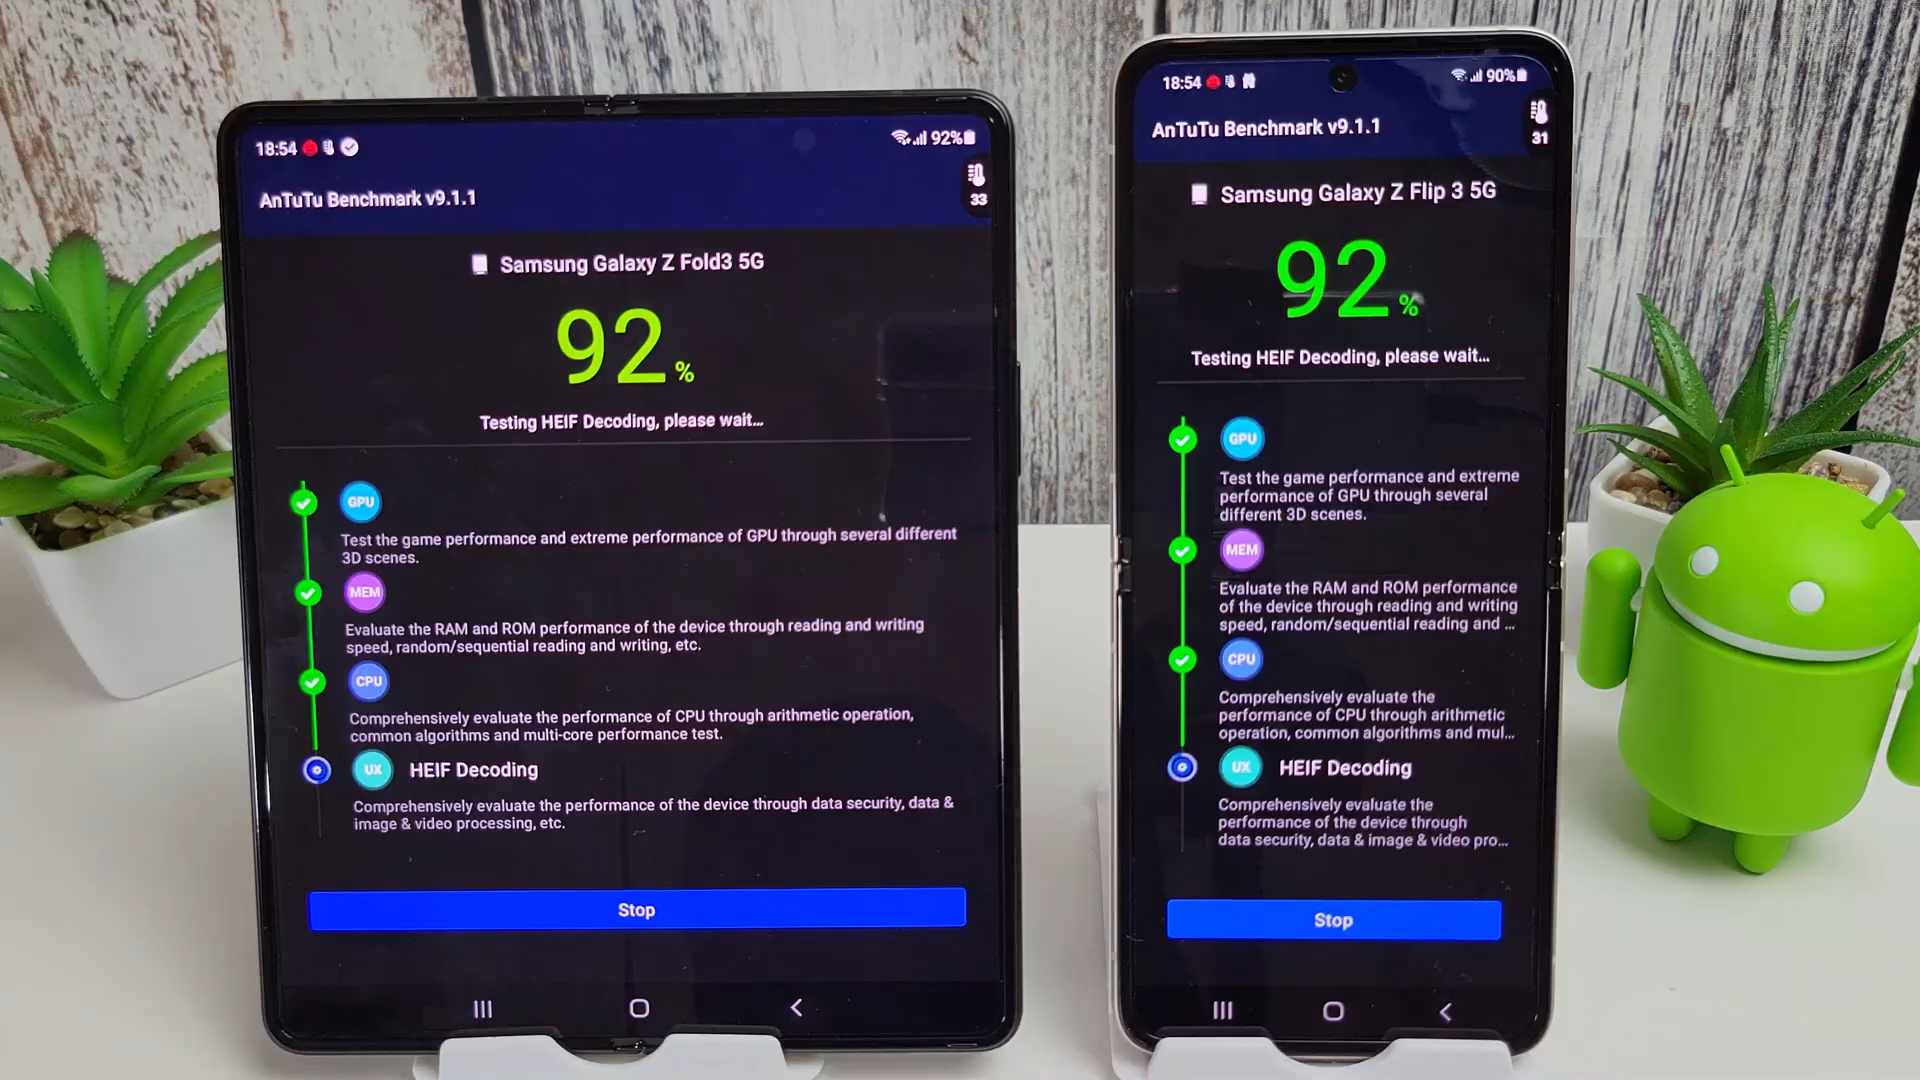 18:54
92%
33
AnTuTu Benchmark v9.1.1
Samsung Galaxy Z Fold3 5G
92%
Testing HEIF Decoding, please wait...
GPU
Test the game performance and extreme performance of GPU through several different
3D scenes.
MEM
Evaluate the RAM and ROM performance of the device through reading and writing
speed, random/sequential reading and writing, etc.
CPU
Comprehensively evaluate the performance of CPU through arithmetic operation,
common algorithms and multi-core performance test.
UX HEIF Decoding
Comprehensively evaluate the performance of the device through data security, data &
image & video processing, etc.
Stop
18:54
90%
31
AnTuTu Benchmark v9.1.1
Samsung Galaxy Z Flip 3 5G
92%
Testing HEIF Decoding, please wait...
GPU
Test the game performance and extreme
performance of GPU through several
different 3D scenes.
MEM
Evaluate the RAM and ROM performance
of the device through reading and writing
speed, random/sequential reading and ...
CPU
Comprehensively evaluate the
performance of CPU through arithmetic
operation, common algorithms and mul...
UX HEIF Decoding
Comprehensively evaluate the
performance of the device through
data security, data & image & video pro...
Stop